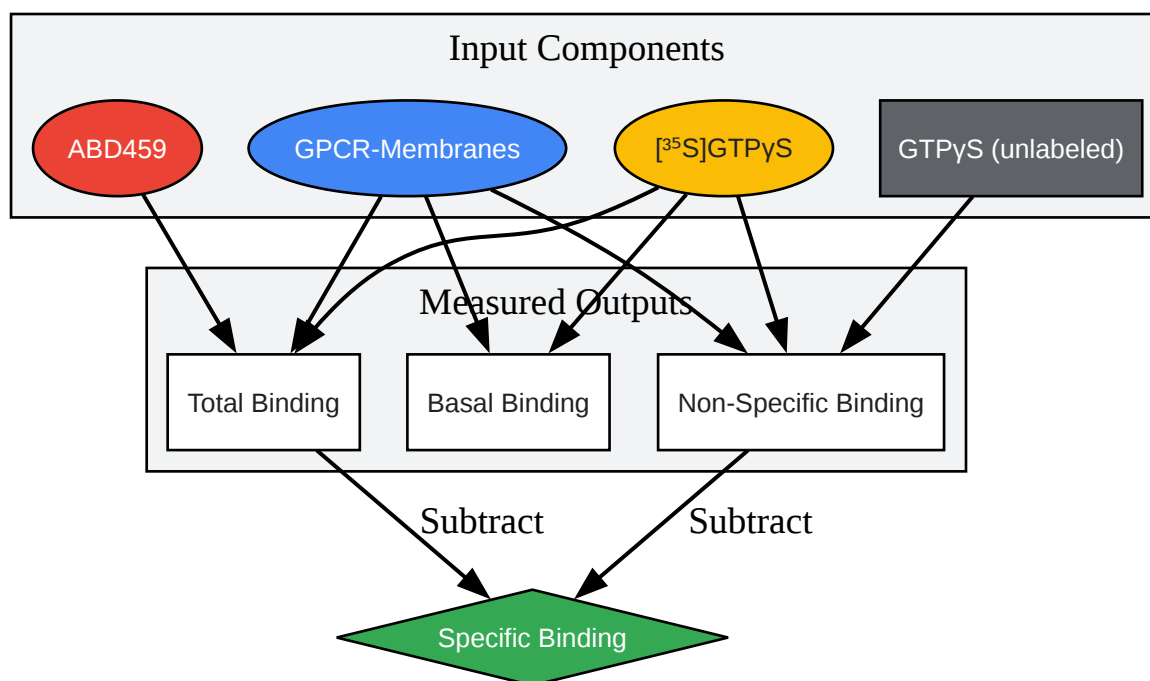 Input Components
ABD459
GPCR-Membranes
[³⁵S]GTPγS
GTPγS (unlabeled)
Measured Outputs
Total Binding
Basal Binding
Non-Specific Binding
Subtract
Subtract
Specific Binding